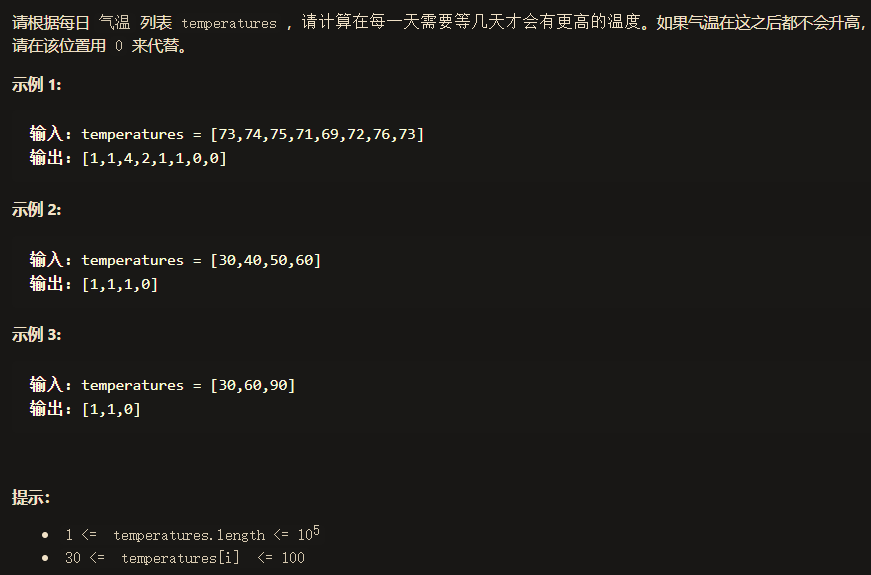 请根据每日 气温 列表 temperatures ，请计算在每一天需要等几天才会有更高的温度。如果气温在这之后都不会升高，
请在该位置用 0 来代替。
示例 1:
输入: temperatures = [73,74,75,71,69,72,76,73]
输出: [1,1,4,2,1,1,0,0]
示例 2:
输入: temperatures = [30,40,50,60]
输出: [1,1,1,0]
示例 3:
输入: temperatures = [30,60,90]
输出: [1,1,0]
提示：
• 1 <= temperatures.length <= 10⁵
• 30 <= temperatures[i] <= 100